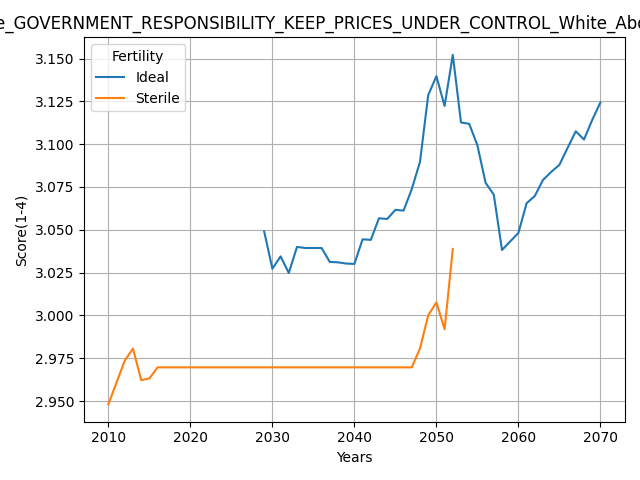 GOVERNMENT_RESPONSIBILITY_KEEP_PRICES_UNDER_CONTROL_White_
Fertility
Ideal
Sterile
3.150
3.125
3.100
3.075
3.050
3.025
3.000
2.975
2.950
Score(1-4)
2010 2020 2030 2040 2050 2060 2070
Years